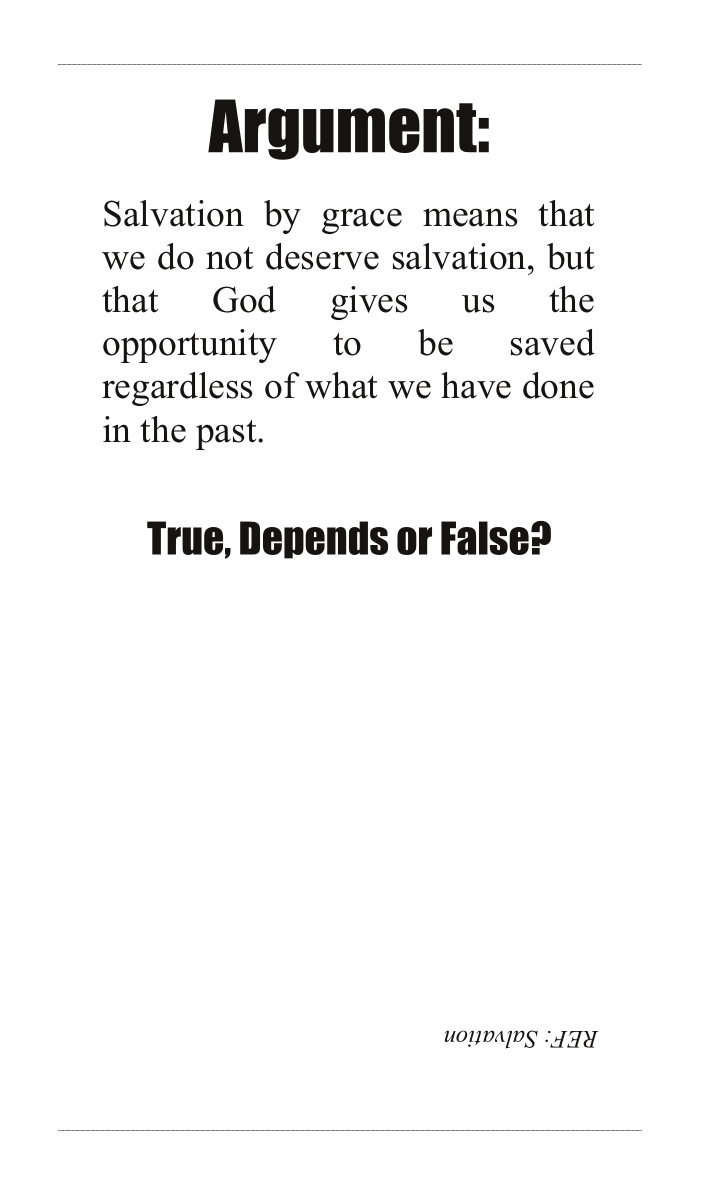 Argument:
Salvation by grace means that
we do not deserve salvation, but
that God gives us the
opportunity to be saved
regardless of what we have done
in the past.
True, Depends or False?
REF: Salvation